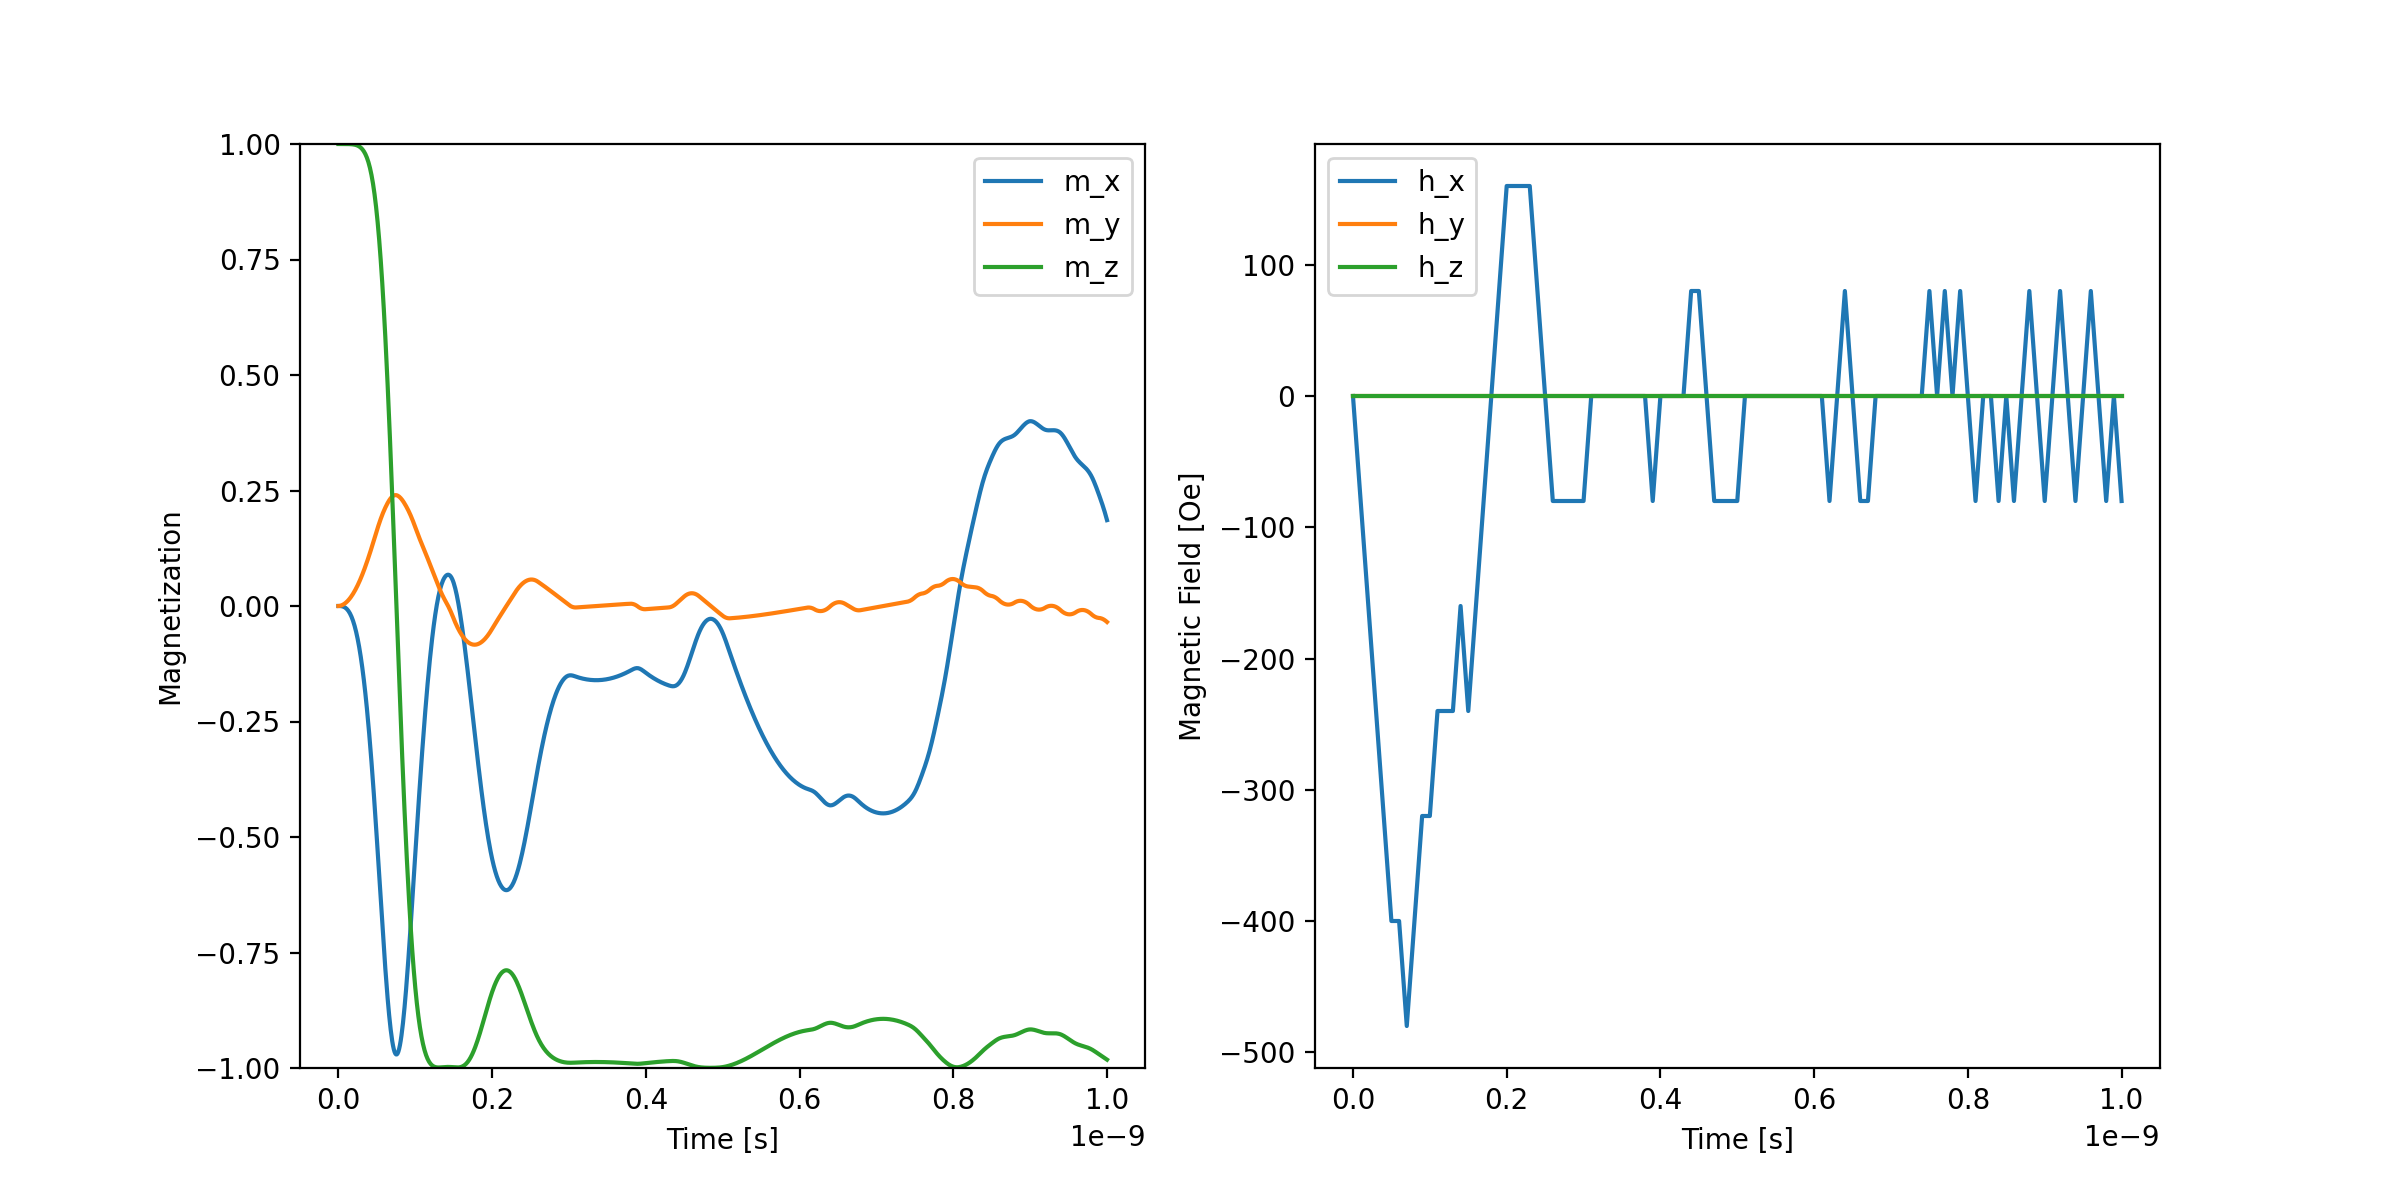 1.00
0.75
0.50
0.25
0.00
−0.25
−0.50
−0.75
−1.00
Magnetization
m_x
m_y
m_z
0.0 0.2 0.4 0.6 0.8 1.0
1e−9
Time [s]
100
0
−100
−200
−300
−400
−500
Magnetic Field [Oe]
h_x
h_y
h_z
0.0 0.2 0.4 0.6 0.8 1.0
1e−9
Time [s]